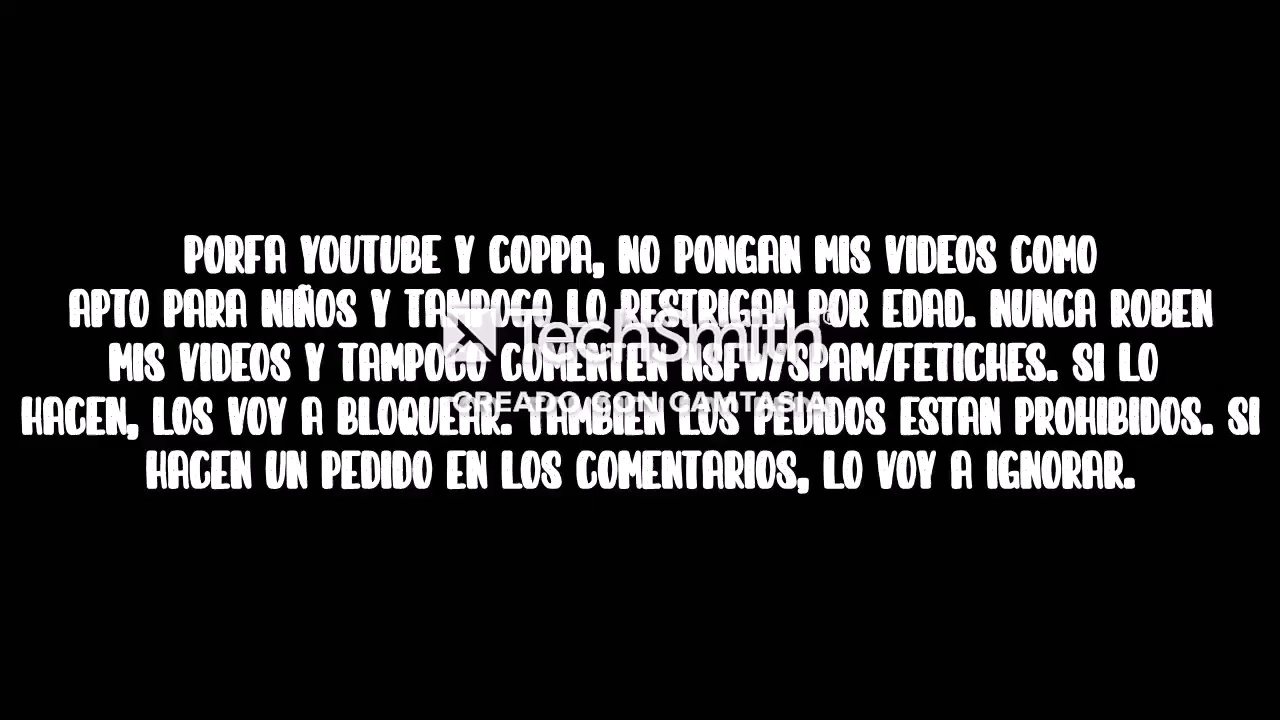 PORFA YOUTUBE Y COPPA, NO PONGAN MIS VIDEOS COMO
APTO PARA NIÑOS Y TAMPOCO LO RESTRIGAN POR EDAD. NUNCA ROBEN
MIS VIDEOS Y TAMPOCO COMENTEN NSFW/SPAM/FETICHES. SI LO
HACEN, LOS VOY A BLOQUEAR. TAMBIEN LOS PEDIDOS ESTAN PROHIBIDOS. SI
HACEN UN PEDIDO EN LOS COMENTARIOS, LO VOY A IGNORAR.
TechSmith®
CREADO CON CAMTASIA